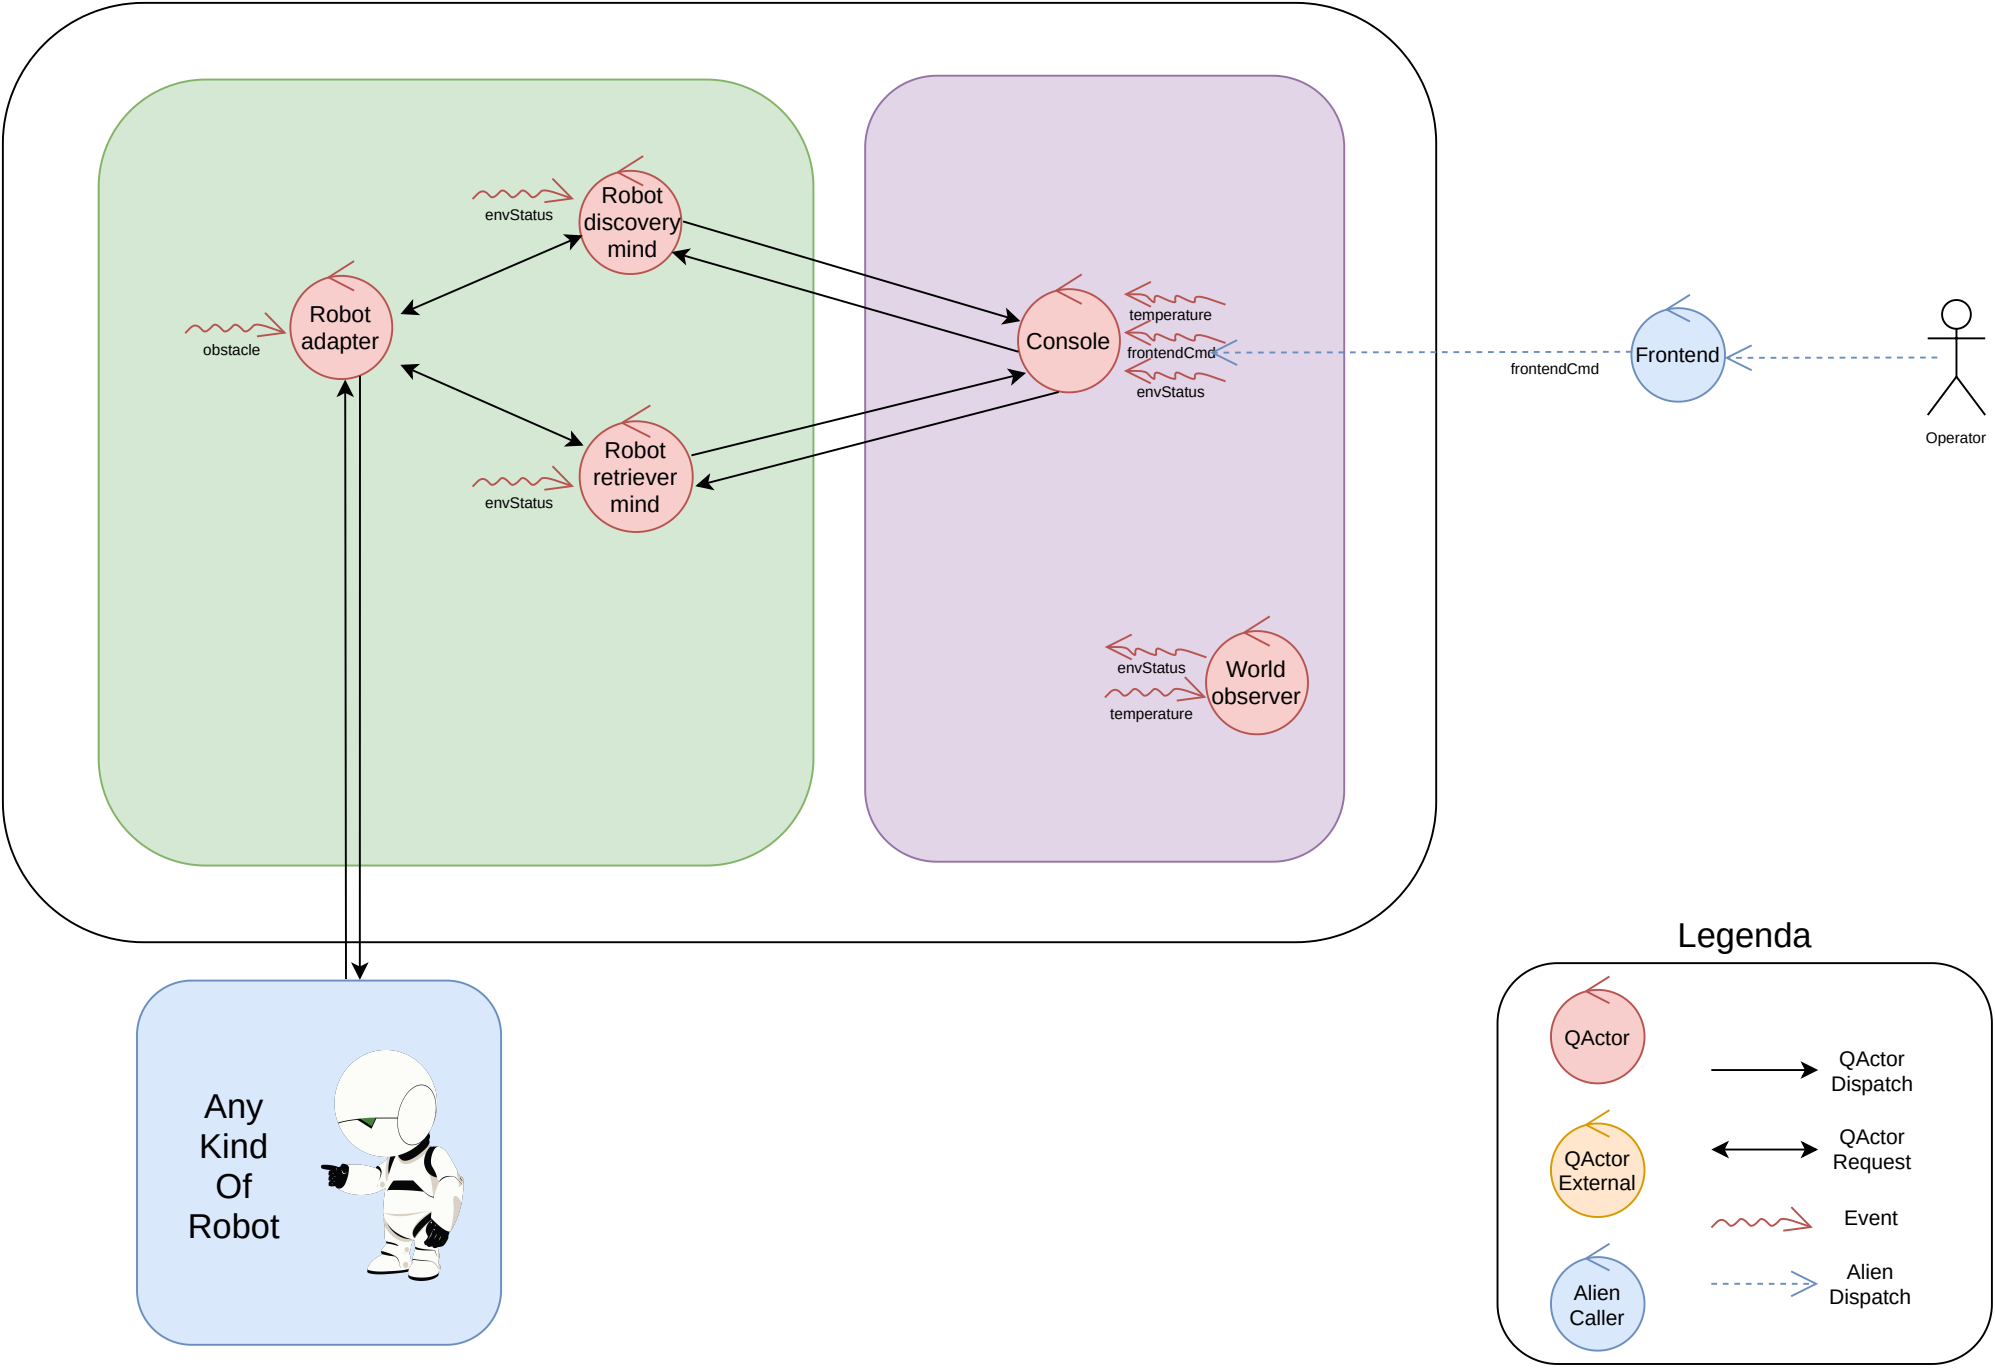 Robot
discovery
mind
envStatus
Robot
adapter
obstacle
Robot
retriever
mind
envStatus
Console
temperature
frontendCmd
envStatus
frontendCmd
Frontend
Operator
World
observer
envStatus
temperature
Any
Kind
Of
Robot
Legenda
QActor
QActor
Dispatch
QActor
External
QActor
Request
Event
Alien
Caller
Alien
Dispatch